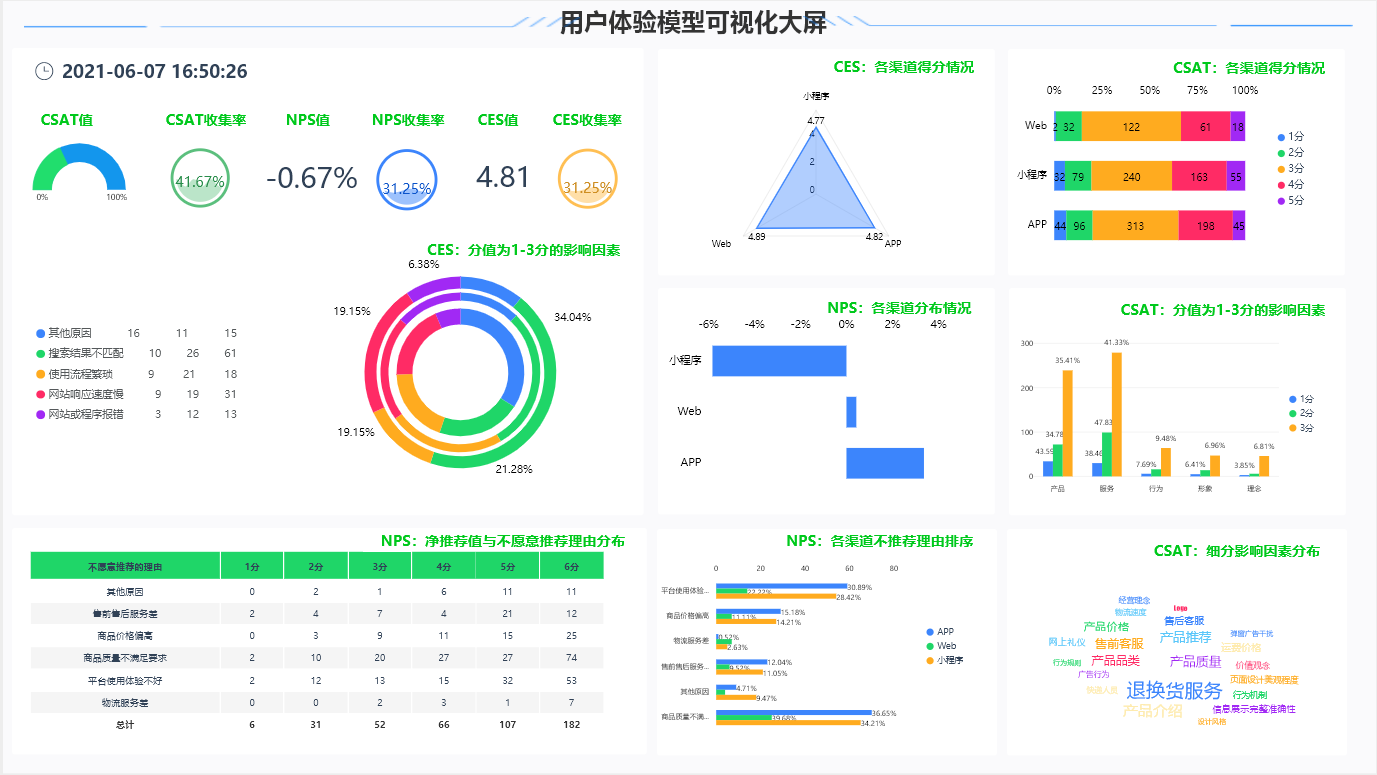 用户体验模型可视化大屏
2021-06-07 16:50:26
CSAT值 CSAT收集率 NPS值 NPS收集率 CES值 CES收集率
0% 100% 41.67% -0.67% 31.25% 4.81 31.25%
CES：分值为1-3分的影响因素
其他原因 16 11 15
搜索结果不匹配 10 26 61
使用流程繁琐 9 21 18
网站响应速度慢 9 19 31
网站或程序报错 3 12 13
6.38%
34.04%
19.15%
19.15%
21.28%
CES：各渠道得分情况
小程序
4.77
4
2
0
4.89 4.82
Web APP
CSAT：各渠道得分情况
0% 25% 50% 75% 100%
Web 2 32 122 61 18
小程序 32 79 240 163 55
APP 44 96 313 198 45
1分
2分
3分
4分
5分
NPS：各渠道分布情况
-6% -4% -2% 0% 2% 4%
小程序
Web
APP
CSAT：分值为1-3分的影响因素
300
200
100
0
35.41% 41.33%
34.78 47.83
43.59 38.46
7.69% 9.48%
6.41% 6.96%
3.85% 6.81%
产品 服务 行为 形象 理念
1分
2分
3分
NPS：净推荐值与不愿意推荐理由分布
不愿意推荐的理由 1分 2分 3分 4分 5分 6分
其他原因 0 2 1 6 11 11
售前售后服务差 2 4 7 4 21 12
商品价格偏高 0 3 9 11 15 25
商品质量不满足要求 2 10 20 27 27 74
平台使用体验不好 2 12 13 15 32 53
物流服务差 0 0 2 3 1 7
总计 6 31 52 66 107 182
NPS：各渠道不推荐理由排序
0 20 40 60 80
平台使用体验... 30.89% 22.22% 28.42%
商品价格偏高 15.18% 11.11% 14.21%
物流服务差 0.52% 2.63%
售前售后服务... 12.04% 9.52% 11.05%
其他原因 4.71% 9.47%
商品质量不满... 36.65% 39.68% 34.21%
APP
Web
小程序
CSAT：细分影响因素分布
经营理念
物流速度
Logo
售后客服
产品价格
弹窗广告干扰
产品推荐
网上礼仪
售前客服
运费价格
行为规则
产品品类
产品质量
价值观念
广告行为
页面设计美观程度
快递人员
退换货服务
行为机制
产品介绍
信息展示完整准确性
设计风格